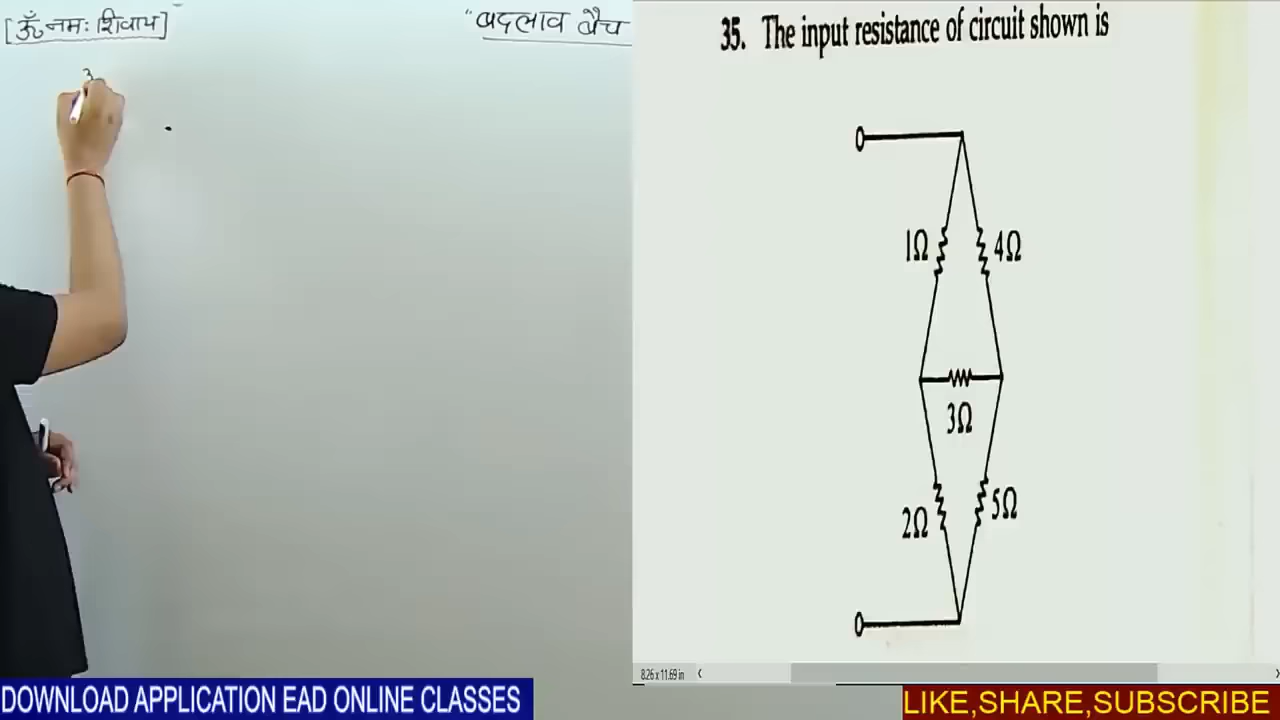 [ॐ नमः शिवाय]
"बदलाव बैच
3
35. The input resistance of circuit shown is
1Ω
4Ω
3Ω
2Ω
5Ω
8.26 x 11.69 in
DOWNLOAD APPLICATION EAD ONLINE CLASSES
LIKE,SHARE,SUBSCRIBE